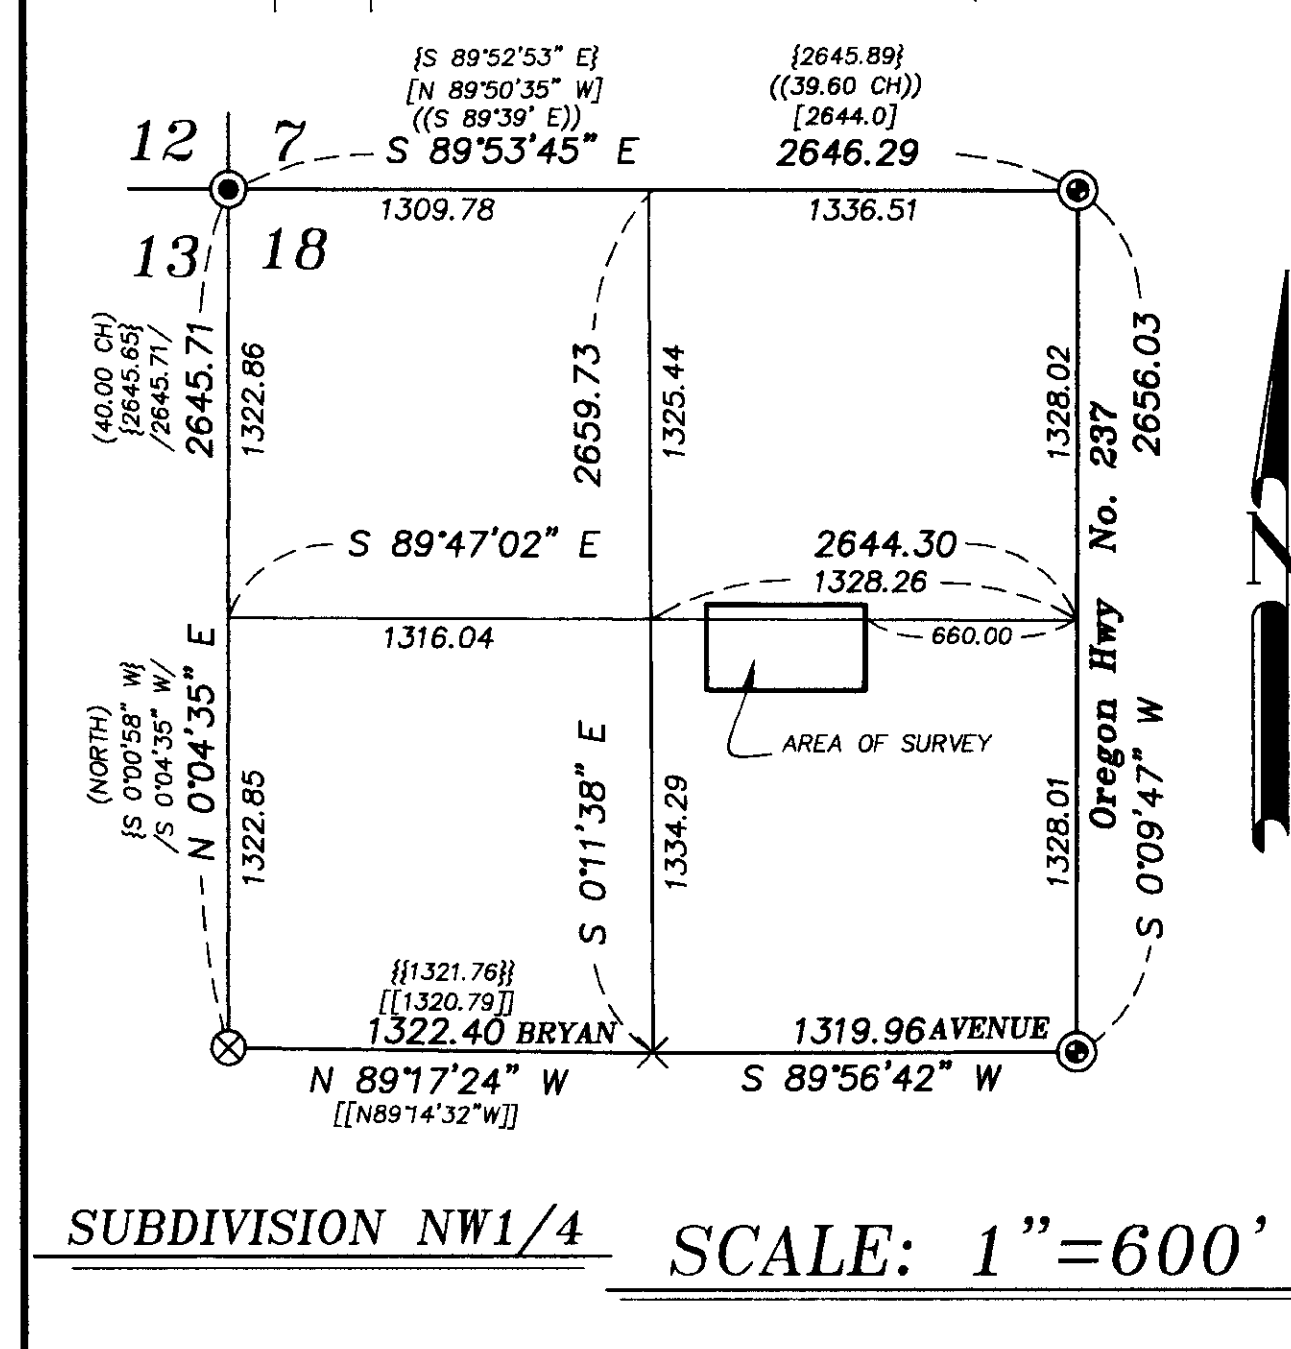 {S 89°52'53" E}
[N 89°50'35" W]
((S 89°39' E))
S 89°53'45" E
{2645.89}
((39.60 CH))
[2644.0]
2646.29
12
7
13
18
1309.78
1336.51
(40.00 CH)
{2645.65}
/2645.71/
2645.71
1322.86
2659.73
1325.44
1328.02
Oregon Hwy No. 237
2656.03
N
S 89°47'02" E
2644.30
1328.26
1316.04
660.00
AREA OF SURVEY
(NORTH)
{S 0°00'58" W}
/S 0°04'35" W/
N 0°04'35" E
1322.85
S 0°11'38" E
1334.29
1328.01
S 0°09'47" W
{{1321.76}}
[[1320.79]]
1322.40 BRYAN
1319.96 AVENUE
N 89°17'24" W
[[N89°14'32"W]]
S 89°56'42" W
SUBDIVISION NW1/4
SCALE: 1"=600'